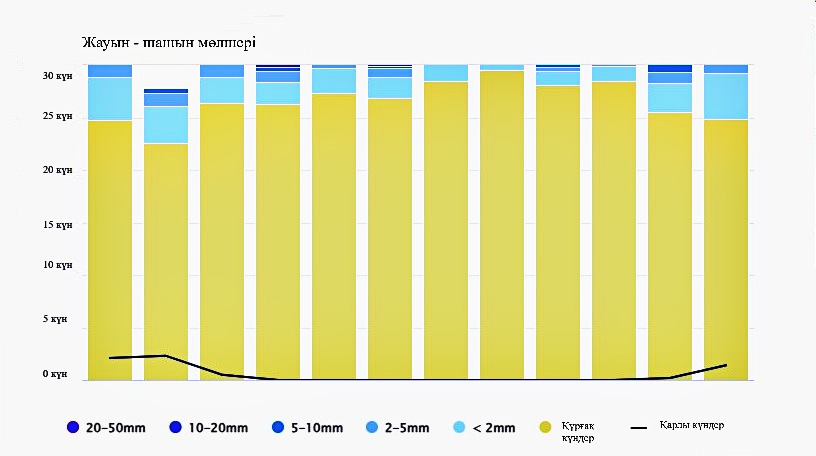 Жауын - шашын мөлшері
30 күн
25 күн
20 күн
15 күн
10 күн
5 күн
0 күн
20-50mm 10-20mm 5-10mm 2-5mm < 2mm Құрғақ күндер Қарлы күндер